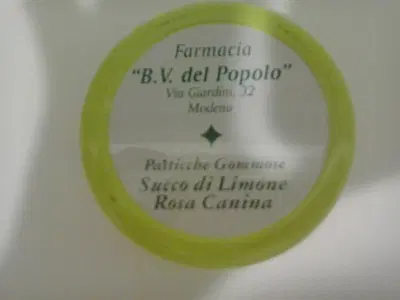 Farmacia
"B.V. del Popolo"
Via Giardini, 32
Modena
Pasticche Gommose
Succo di Limone
Rosa Canina